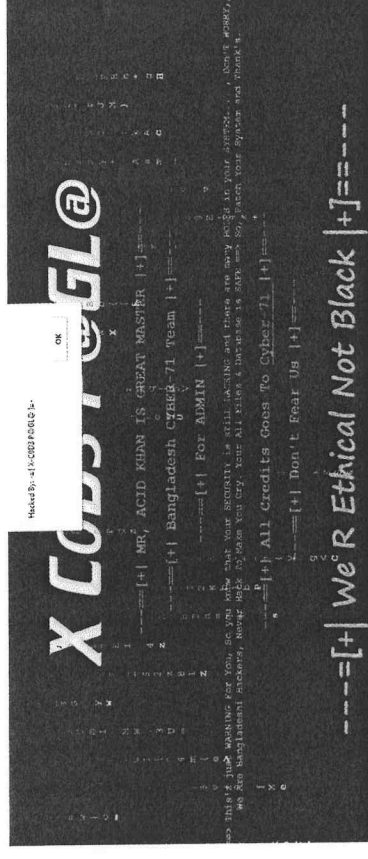 Hacked By:-a[X-C0D3 P@GL@ ]a-
OK
X C0D3 P@GL@
----==[+| MR, ACID KHAN IS GREAT MASTER |+]==----
----==[+| Bangladesh CYBER-71 Team |+]==----
----==[+| For ADMIN |+]==----
==> This'z just WARNING For You, So you know that Your SECURITY is still LACKING and there are many HOLES in Your SYSTEM... , Don'T WORRY,
We Are Bangladeshi Hackers, Never Hack To Make You Cry. Your All Files & Database is SAFE === So, Patch Your System and Thank's.
----==[+| All Credits Goes To Cyber-71 |+]==----
----==[+| Don't Fear Us |+]==----
----=[+| We R Ethical Not Black |+]==----